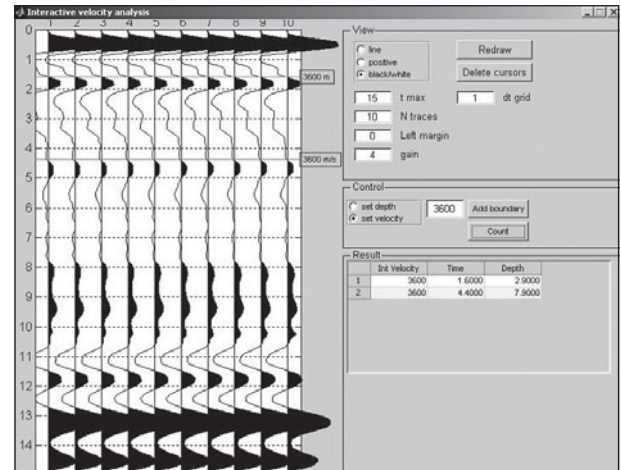 Interactive velocity analysis
1 2 3 4 5 6 7 8 9 10
0
1
2
3
4
5
6
7
8
9
10
11
12
13
14
3600 m
3600 m/s
View
line
positive
black/white
Redraw
Delete cursors
15 t max
1 dt grid
10 N traces
0 Left margin
4 gain
Control
set depth
set velocity
3600
Add boundary
Count
Result
Int Velocity Time Depth
1 3600 1.6000 2.9000
2 3600 4.4000 7.9000